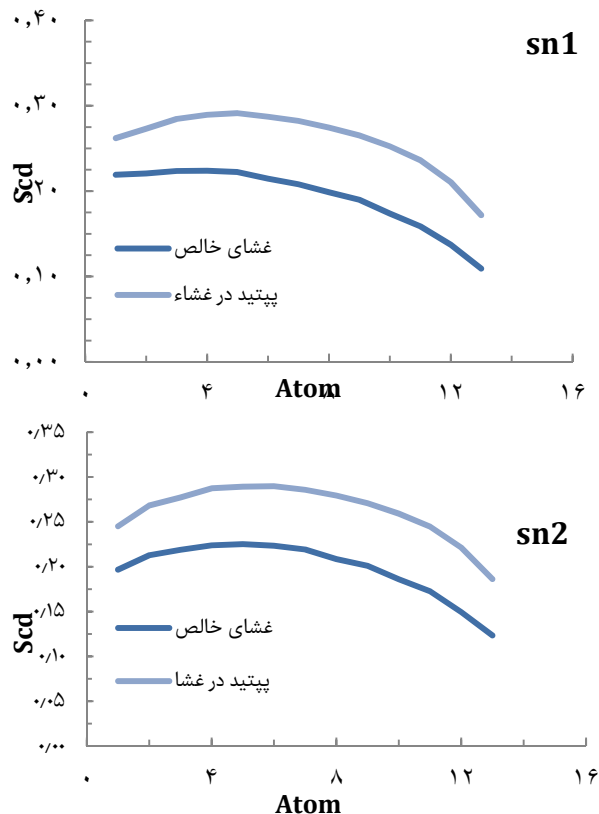 ۰,۴۰
sn1
۰,۳۰
Scd
۰,۲۰
غشای خالص
۰,۱۰
پپتید در غشاء
۰,۰۰
۰ ۴ ۸ ۱۲ ۱۶
Atom
۰/۳۵
۰/۳۰
۰/۲۵
sn2
۰/۲۰
Scd
۰/۱۵
غشای خالص
۰/۱۰
پپتید در غشا
۰/۰۵
۰/۰۰
۰ ۴ ۸ ۱۲ ۱۶
Atom